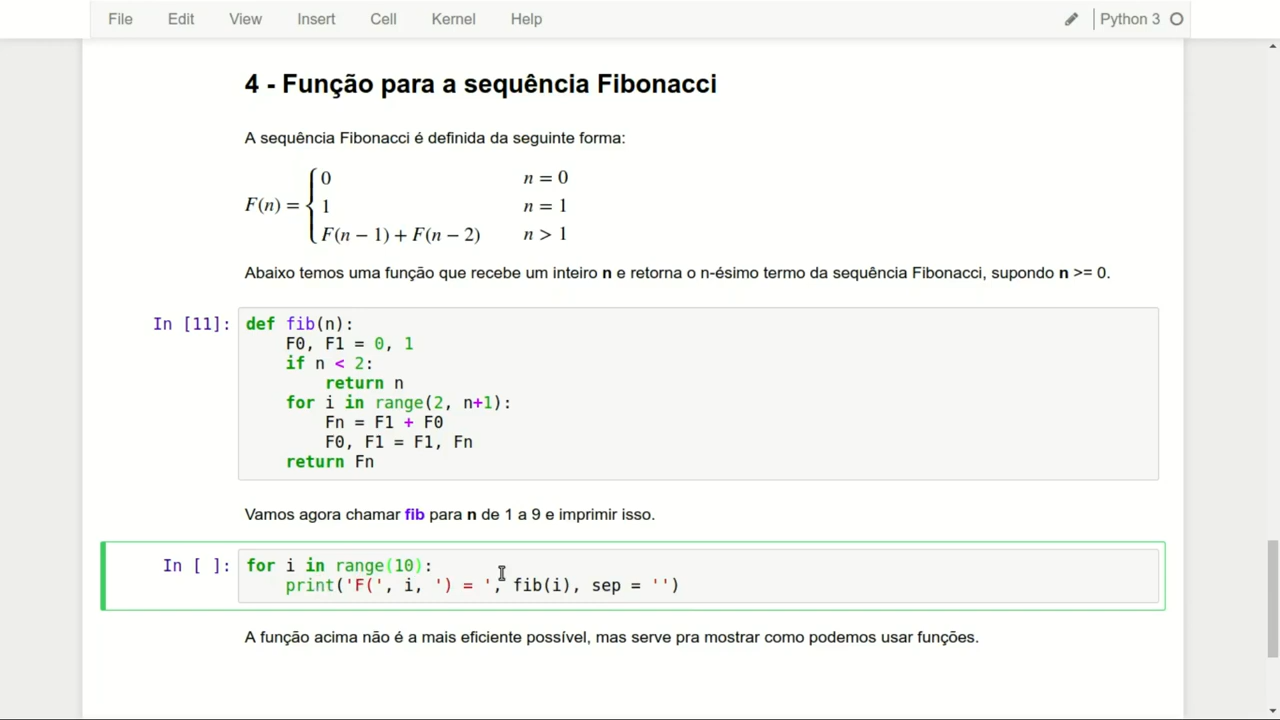 File Edit View Insert Cell Kernel Help Python 3
4 - Função para a sequência Fibonacci
A sequência Fibonacci é definida da seguinte forma:
0 n = 0
F(n) = { 1 n = 1
F(n − 1) + F(n − 2) n > 1
Abaixo temos uma função que recebe um inteiro n e retorna o n-ésimo termo da sequência Fibonacci, supondo n >= 0.
In [11]: def fib(n):
    F0, F1 = 0, 1
    if n < 2:
        return n
    for i in range(2, n+1):
        Fn = F1 + F0
        F0, F1 = F1, Fn
    return Fn
Vamos agora chamar fib para n de 1 a 9 e imprimir isso.
In [ ]: for i in range(10):
    print('F(', i, ') = ', fib(i), sep = '')
A função acima não é a mais eficiente possível, mas serve pra mostrar como podemos usar funções.